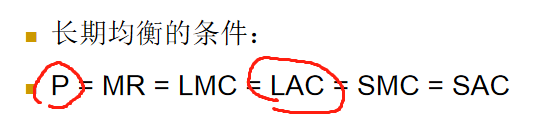 长期均衡的条件：
P = MR = LMC = LAC = SMC = SAC